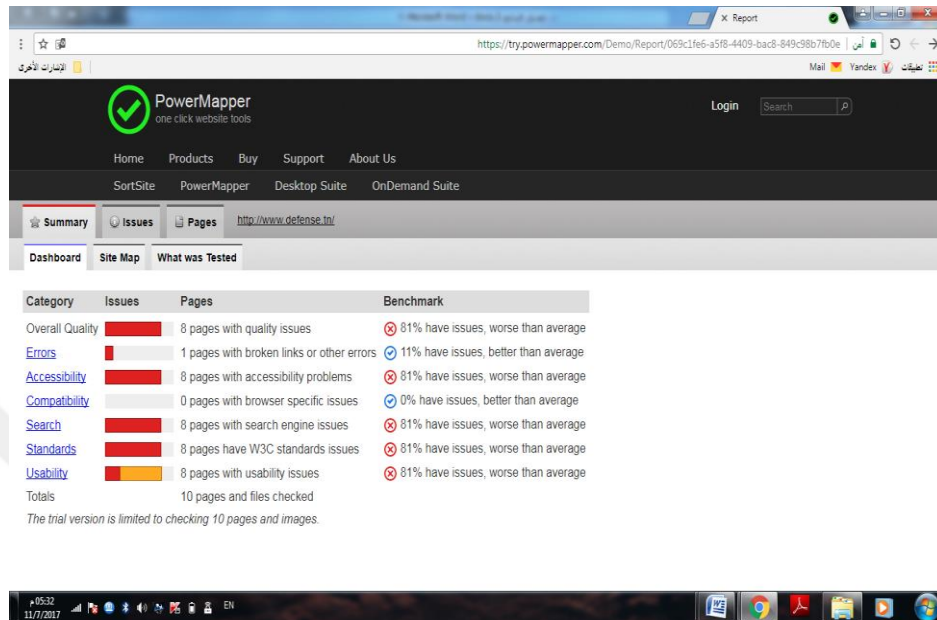 Report
https://try.powermapper.com/Demo/Report/069c1fe6-a5f8-4409-bac8-849c98b7fb0e
آمن
الإشارات الأخرى
Mail
Yandex
تطبيقات
PowerMapper
one click website tools
Login
Search
Home Products Buy Support About Us
SortSite PowerMapper Desktop Suite OnDemand Suite
Summary Issues Pages http://www.defense.tn/
Dashboard Site Map What was Tested
Category Issues Pages Benchmark
Overall Quality 8 pages with quality issues 81% have issues, worse than average
Errors 1 pages with broken links or other errors 11% have issues, better than average
Accessibility 8 pages with accessibility problems 81% have issues, worse than average
Compatibility 0 pages with browser specific issues 0% have issues, better than average
Search 8 pages with search engine issues 81% have issues, worse than average
Standards 8 pages have W3C standards issues 81% have issues, worse than average
Usability 8 pages with usability issues 81% have issues, worse than average
Totals 10 pages and files checked
The trial version is limited to checking 10 pages and images.
05:32 م
11/7/2017
EN